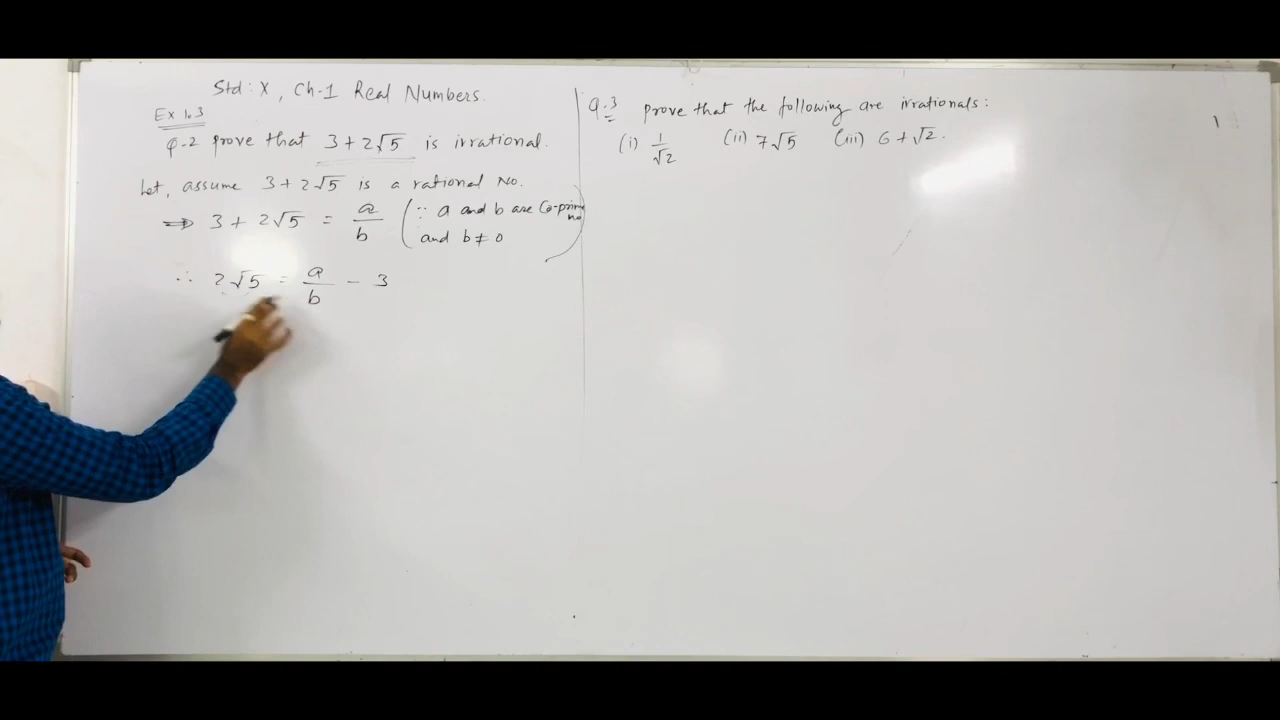 Std : X , Ch-1 Real Numbers.
Ex 1.3
Q-2 prove that 3+2√5 is irrational.
Let, assume 3+2√5 is a rational No.
⇒ 3+2√5 = a/b (∵ a and b are Co-prime no
and b≠0)
∴ 2√5 = a/b - 3
Q.3 prove that the following are irrationals:
(i) 1/√2 (ii) 7√5 (iii) 6+√2.